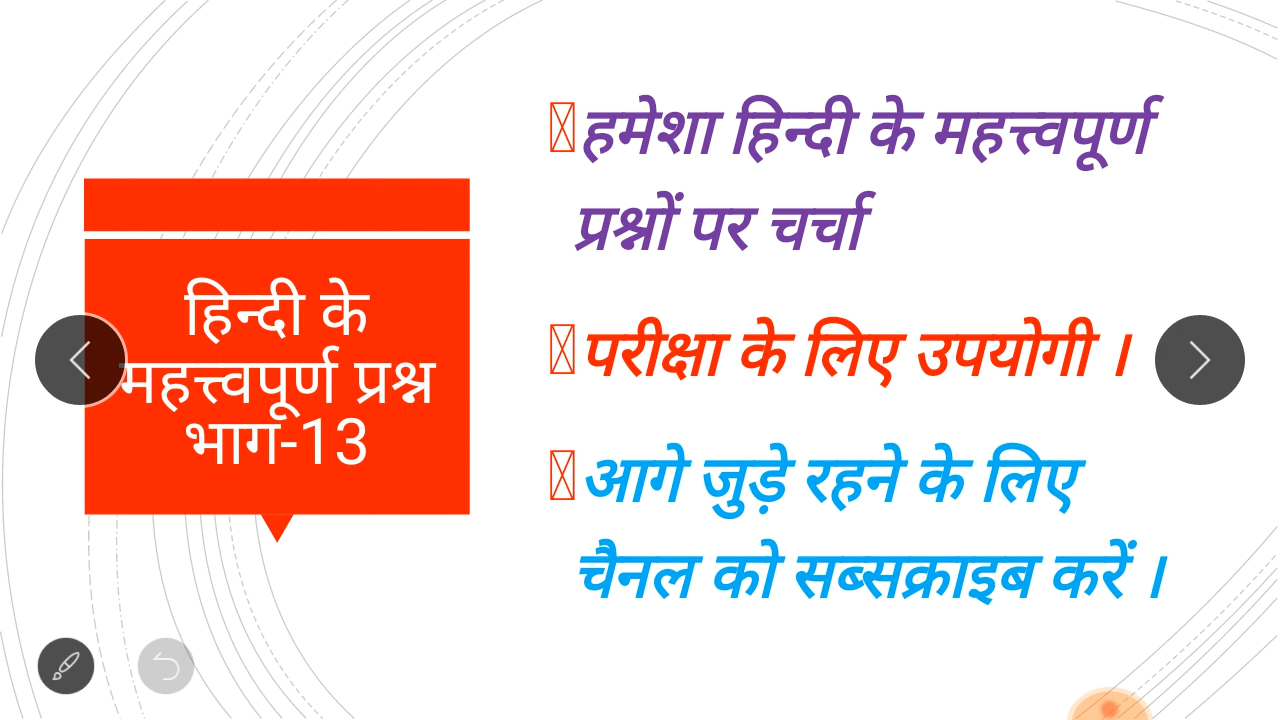 हिन्दी के
महत्त्वपूर्ण प्रश्न
भाग-13
हमेशा हिन्दी के महत्त्वपूर्ण
प्रश्नों पर चर्चा
परीक्षा के लिए उपयोगी ।
आगे जुड़े रहने के लिए
चैनल को सब्सक्राइब करें ।